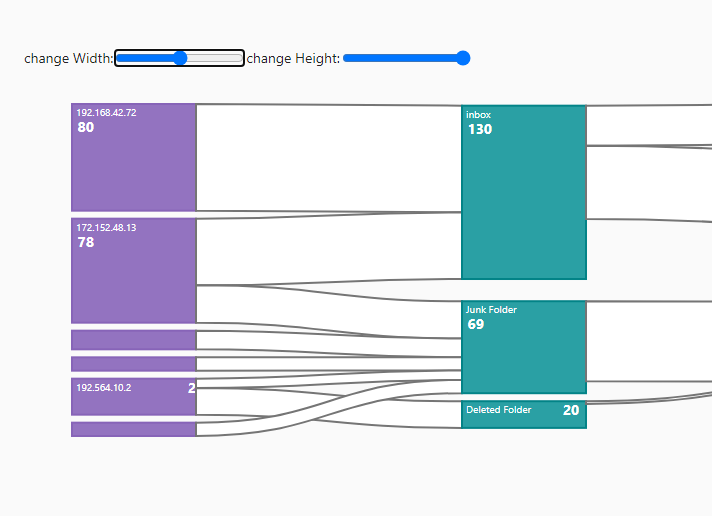 change Width: change Height:
192.168.42.72
80
inbox
130
172.152.48.13
78
Junk Folder
69
192.564.10.2 2
Deleted Folder 20